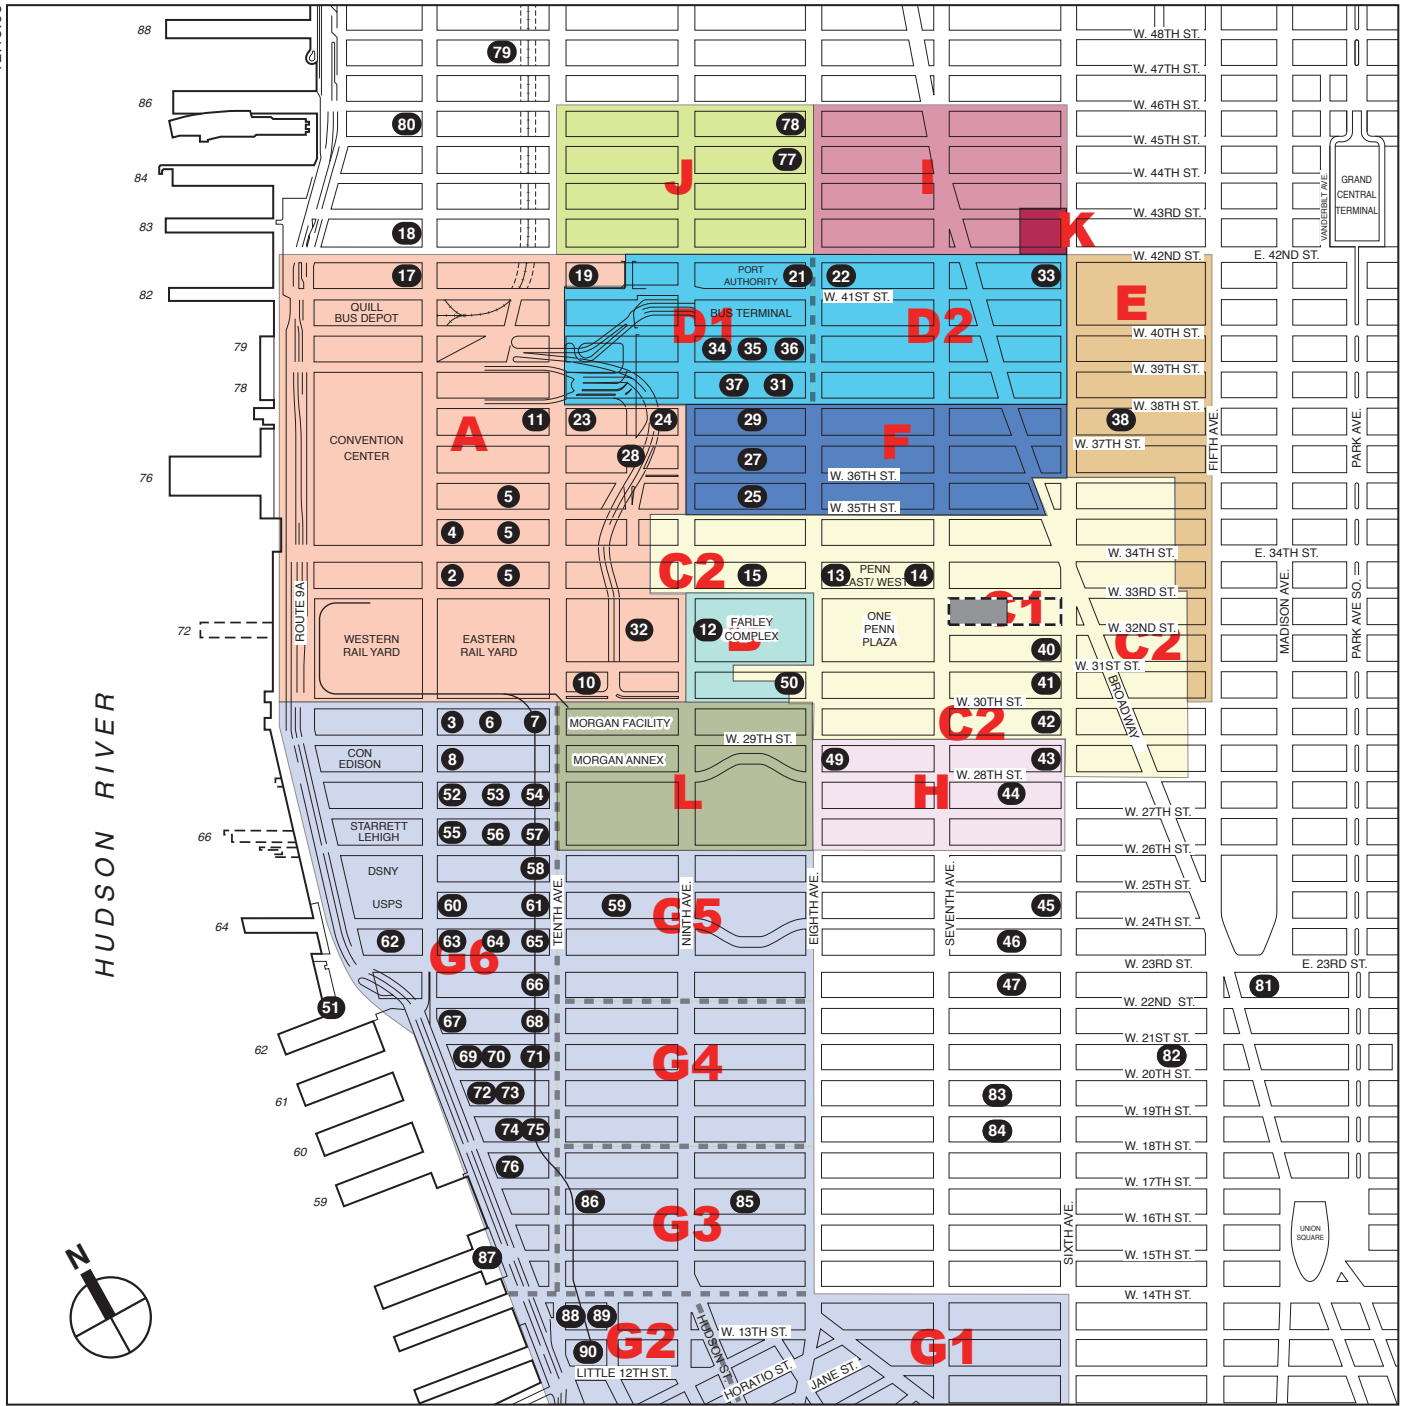 88
79
W. 48TH ST.
W. 47TH ST.
86
W. 46TH ST.
80
78
W. 45TH ST.
77
84
J
I
W. 44TH ST.
VANDERBILT AVE.
GRAND
CENTRAL
TERMINAL
83
18
K
W. 43RD ST.
W. 42ND ST.
E. 42ND ST.
17
19
PORT
AUTHORITY
21
22
33
82
W. 41ST ST.
E
QUILL
BUS DEPOT
D1
BUS TERMINAL
D2
W. 40TH ST.
79
34
35
36
W. 39TH ST.
78
37
31
W. 38TH ST.
11
23
24
29
38
FIFTH AVE.
PARK AVE.
A
F
CONVENTION
CENTER
W. 37TH ST.
28
27
76
W. 36TH ST.
5
25
W. 35TH ST.
4
5
W. 34TH ST.
E. 34TH ST.
2
5
C2
15
13
PENN
EAST/ WEST
14
W. 33RD ST.
ROUTE 9A
C1
MADISON AVE.
PARK AVE SO.
72
WESTERN
RAIL YARD
EASTERN
RAIL YARD
32
12
B
FARLEY
COMPLEX
ONE
PENN
PLAZA
W. 32ND ST.
40
C2
W. 31ST ST.
10
50
41
BROADWAY
W. 30TH ST.
3
6
7
MORGAN FACILITY
C2
42
W. 29TH ST.
HUDSON RIVER
CON
EDISON
8
MORGAN ANNEX
49
43
W. 28TH ST.
52
53
54
L
H
44
W. 27TH ST.
66
STARRETT
LEHIGH
55
56
57
W. 26TH ST.
DSNY
58
W. 25TH ST.
USPS
60
61
59
G5
45
TENTH AVE.
NINTH AVE.
EIGHTH AVE.
SEVENTH AVE.
W. 24TH ST.
64
62
63
64
65
46
G6
W. 23RD ST.
E. 23RD ST.
66
47
81
51
W. 22ND ST.
67
68
W. 21ST ST.
62
69
70
71
G4
82
W. 20TH ST.
72
73
83
61
W. 19TH ST.
74
75
84
60
W. 18TH ST.
76
W. 17TH ST.
59
86
85
G3
W. 16TH ST.
SIXTH AVE.
UNION
SQUARE
N
87
W. 15TH ST.
W. 14TH ST.
88
89
G2
HUDSON ST.
W. 13TH ST.
G1
90
LITTLE 12TH ST.
HORATIO ST.
JANE ST.